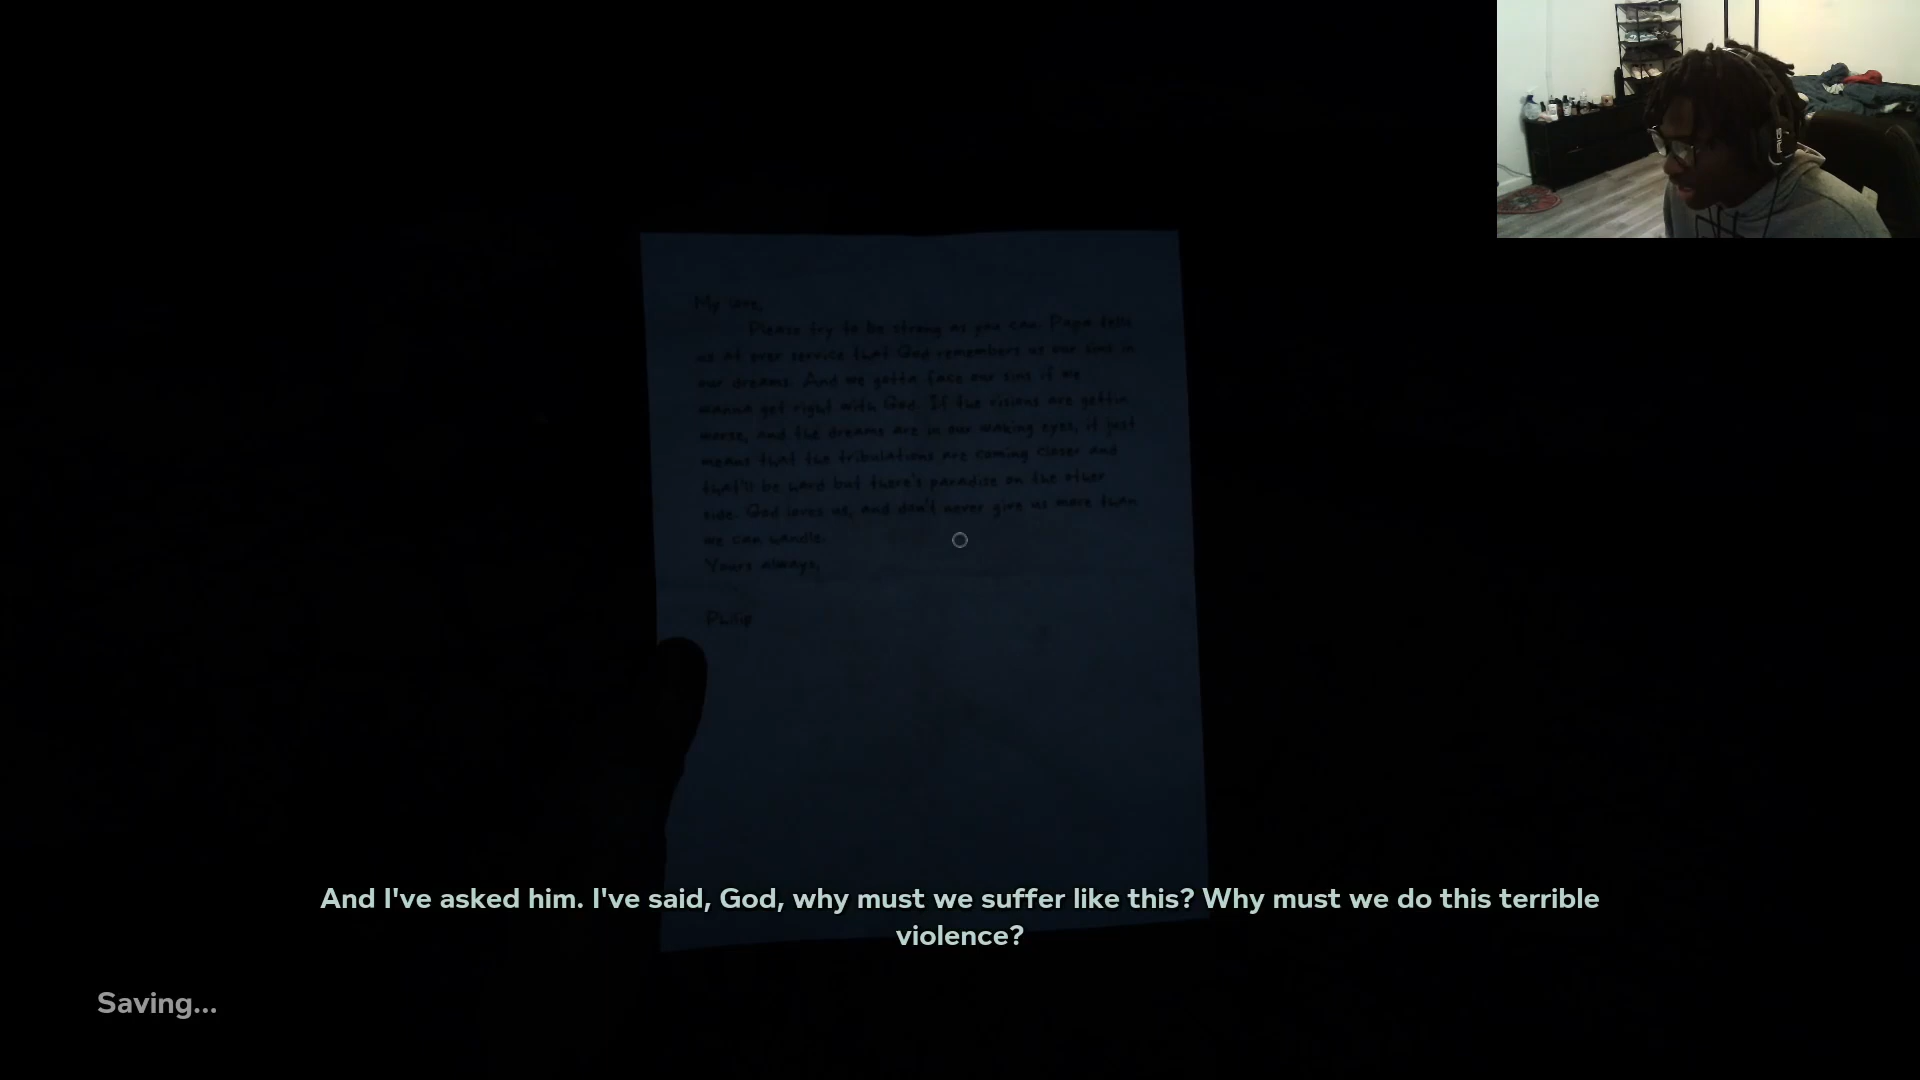 My love,
Please try to be strong as you can. Papa tells
us at over service that God remembers us our sins in
our dreams. And we gotta face our sins if we
wanna get right with God. If the visions are gettin
worse, and the dreams are in our waking eyes, it just
means that the tribulations are coming closer and
that'll be hard but there's paradise on the other
side. God loves us, and don't never give us more than
we can handle.
Yours always,
Philip
And I've asked him. I've said, God, why must we suffer like this? Why must we do this terrible
violence?
Saving...